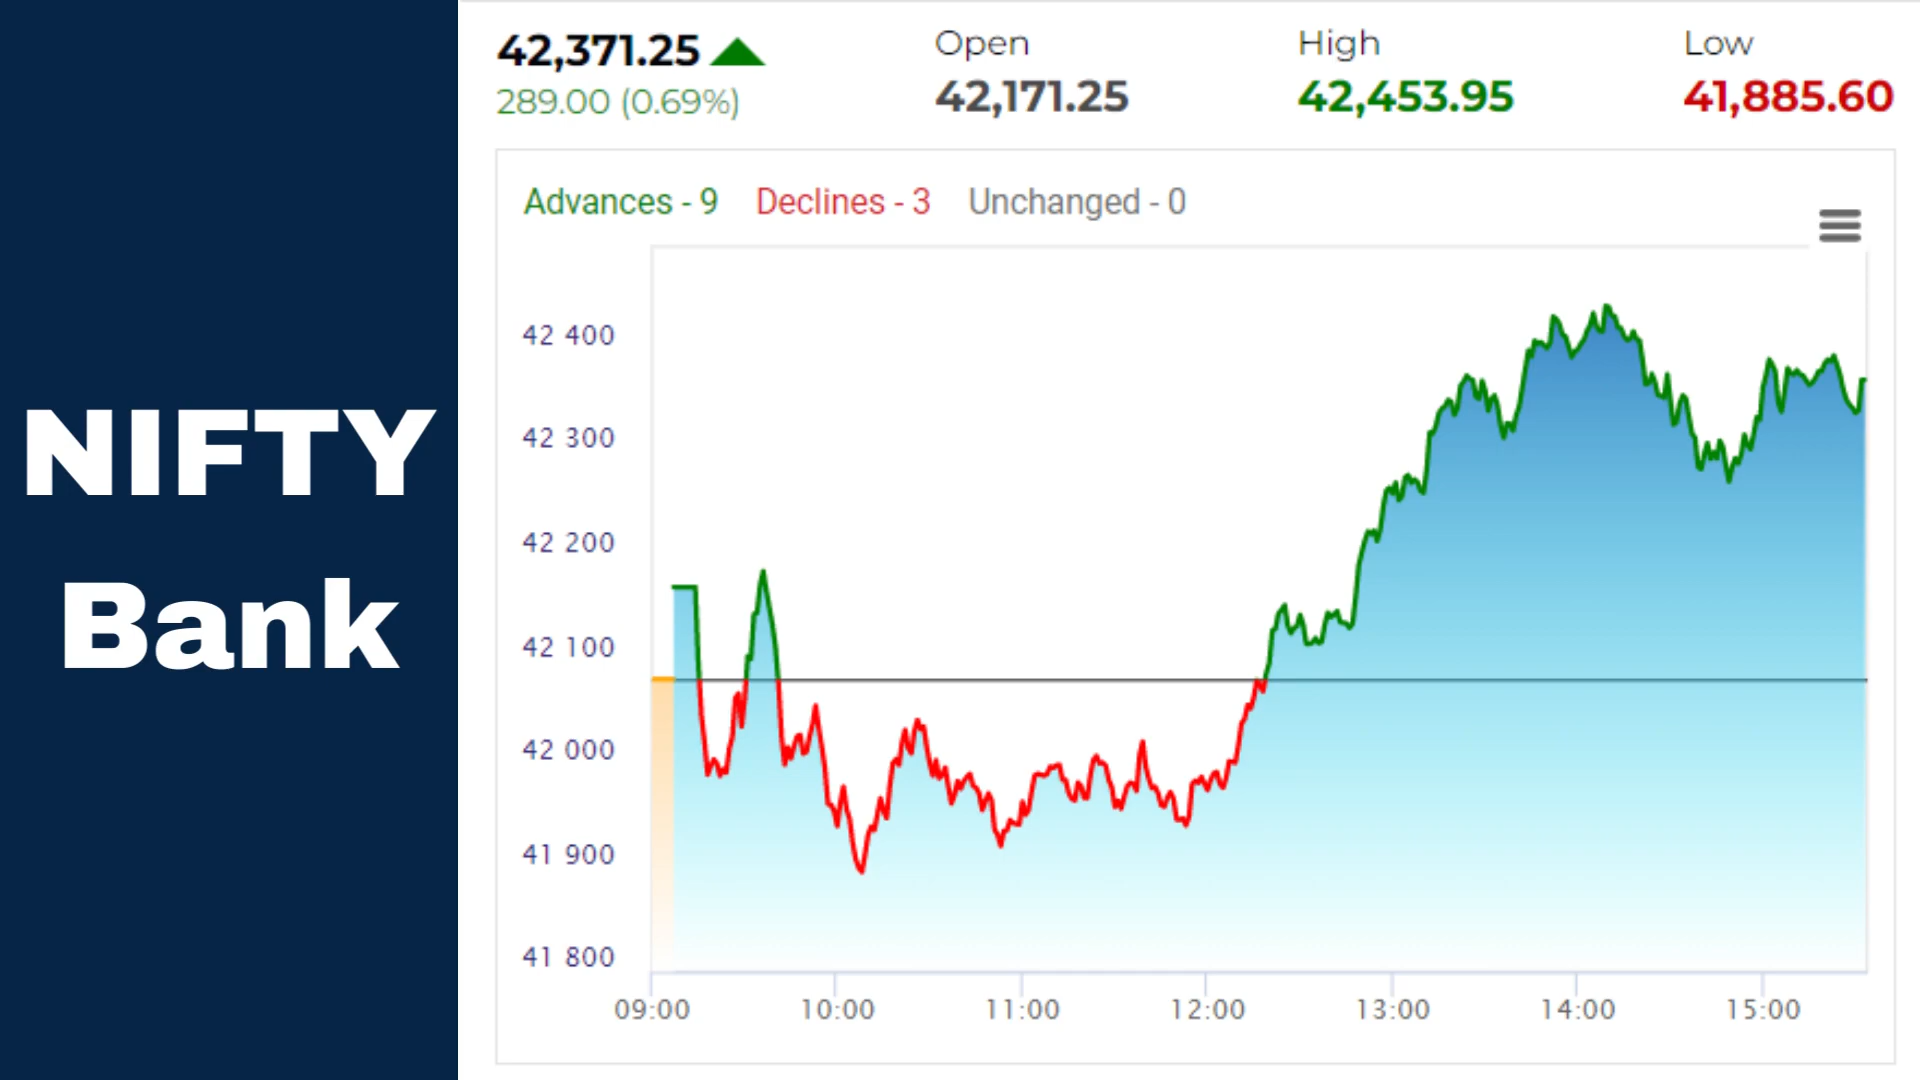 NIFTY
Bank
42,371.25
289.00 (0.69%)
Open
42,171.25
High
42,453.95
Low
41,885.60
Advances - 9 Declines - 3 Unchanged - 0
42 400
42 300
42 200
42 100
42 000
41 900
41 800
09:00 10:00 11:00 12:00 13:00 14:00 15:00